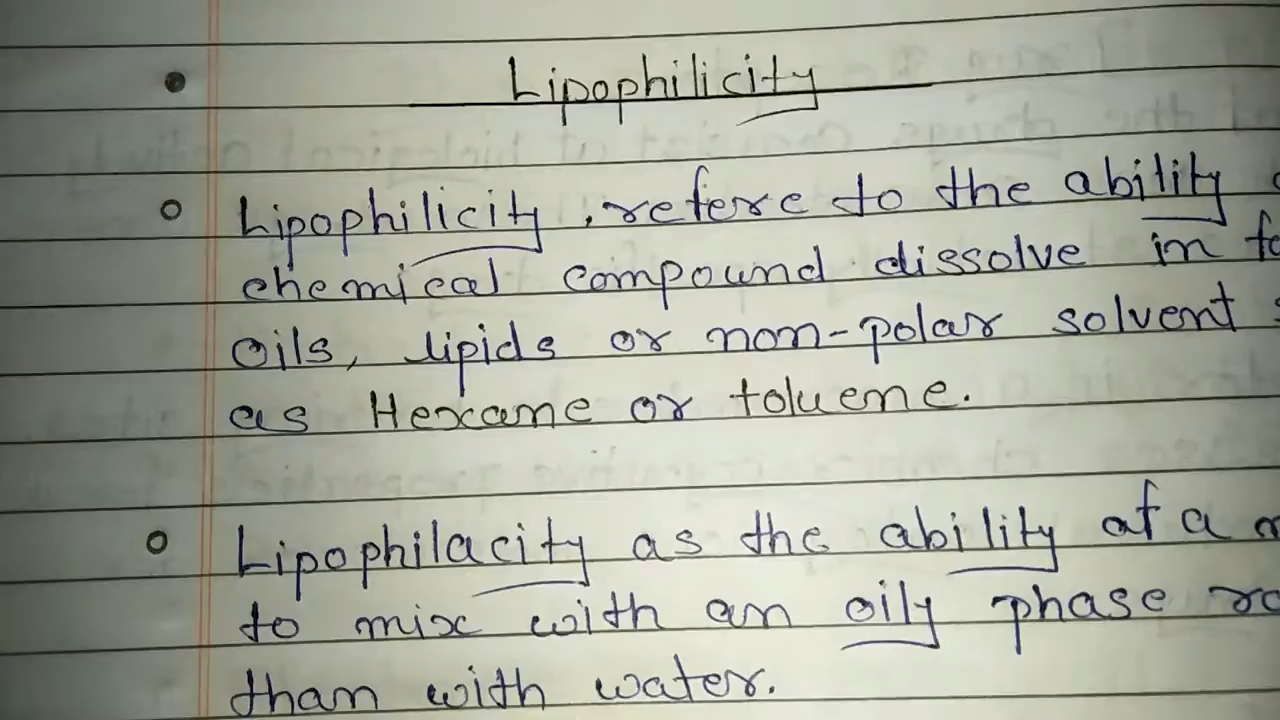 Lipophilicity
Lipophilicity, refere to the ability
chemical compound dissolve in
oils, lipids or non-polar solvent
as Hexane or toluene.
Lipophilacity as the ability of a
to mix with an oily phase
than with water.